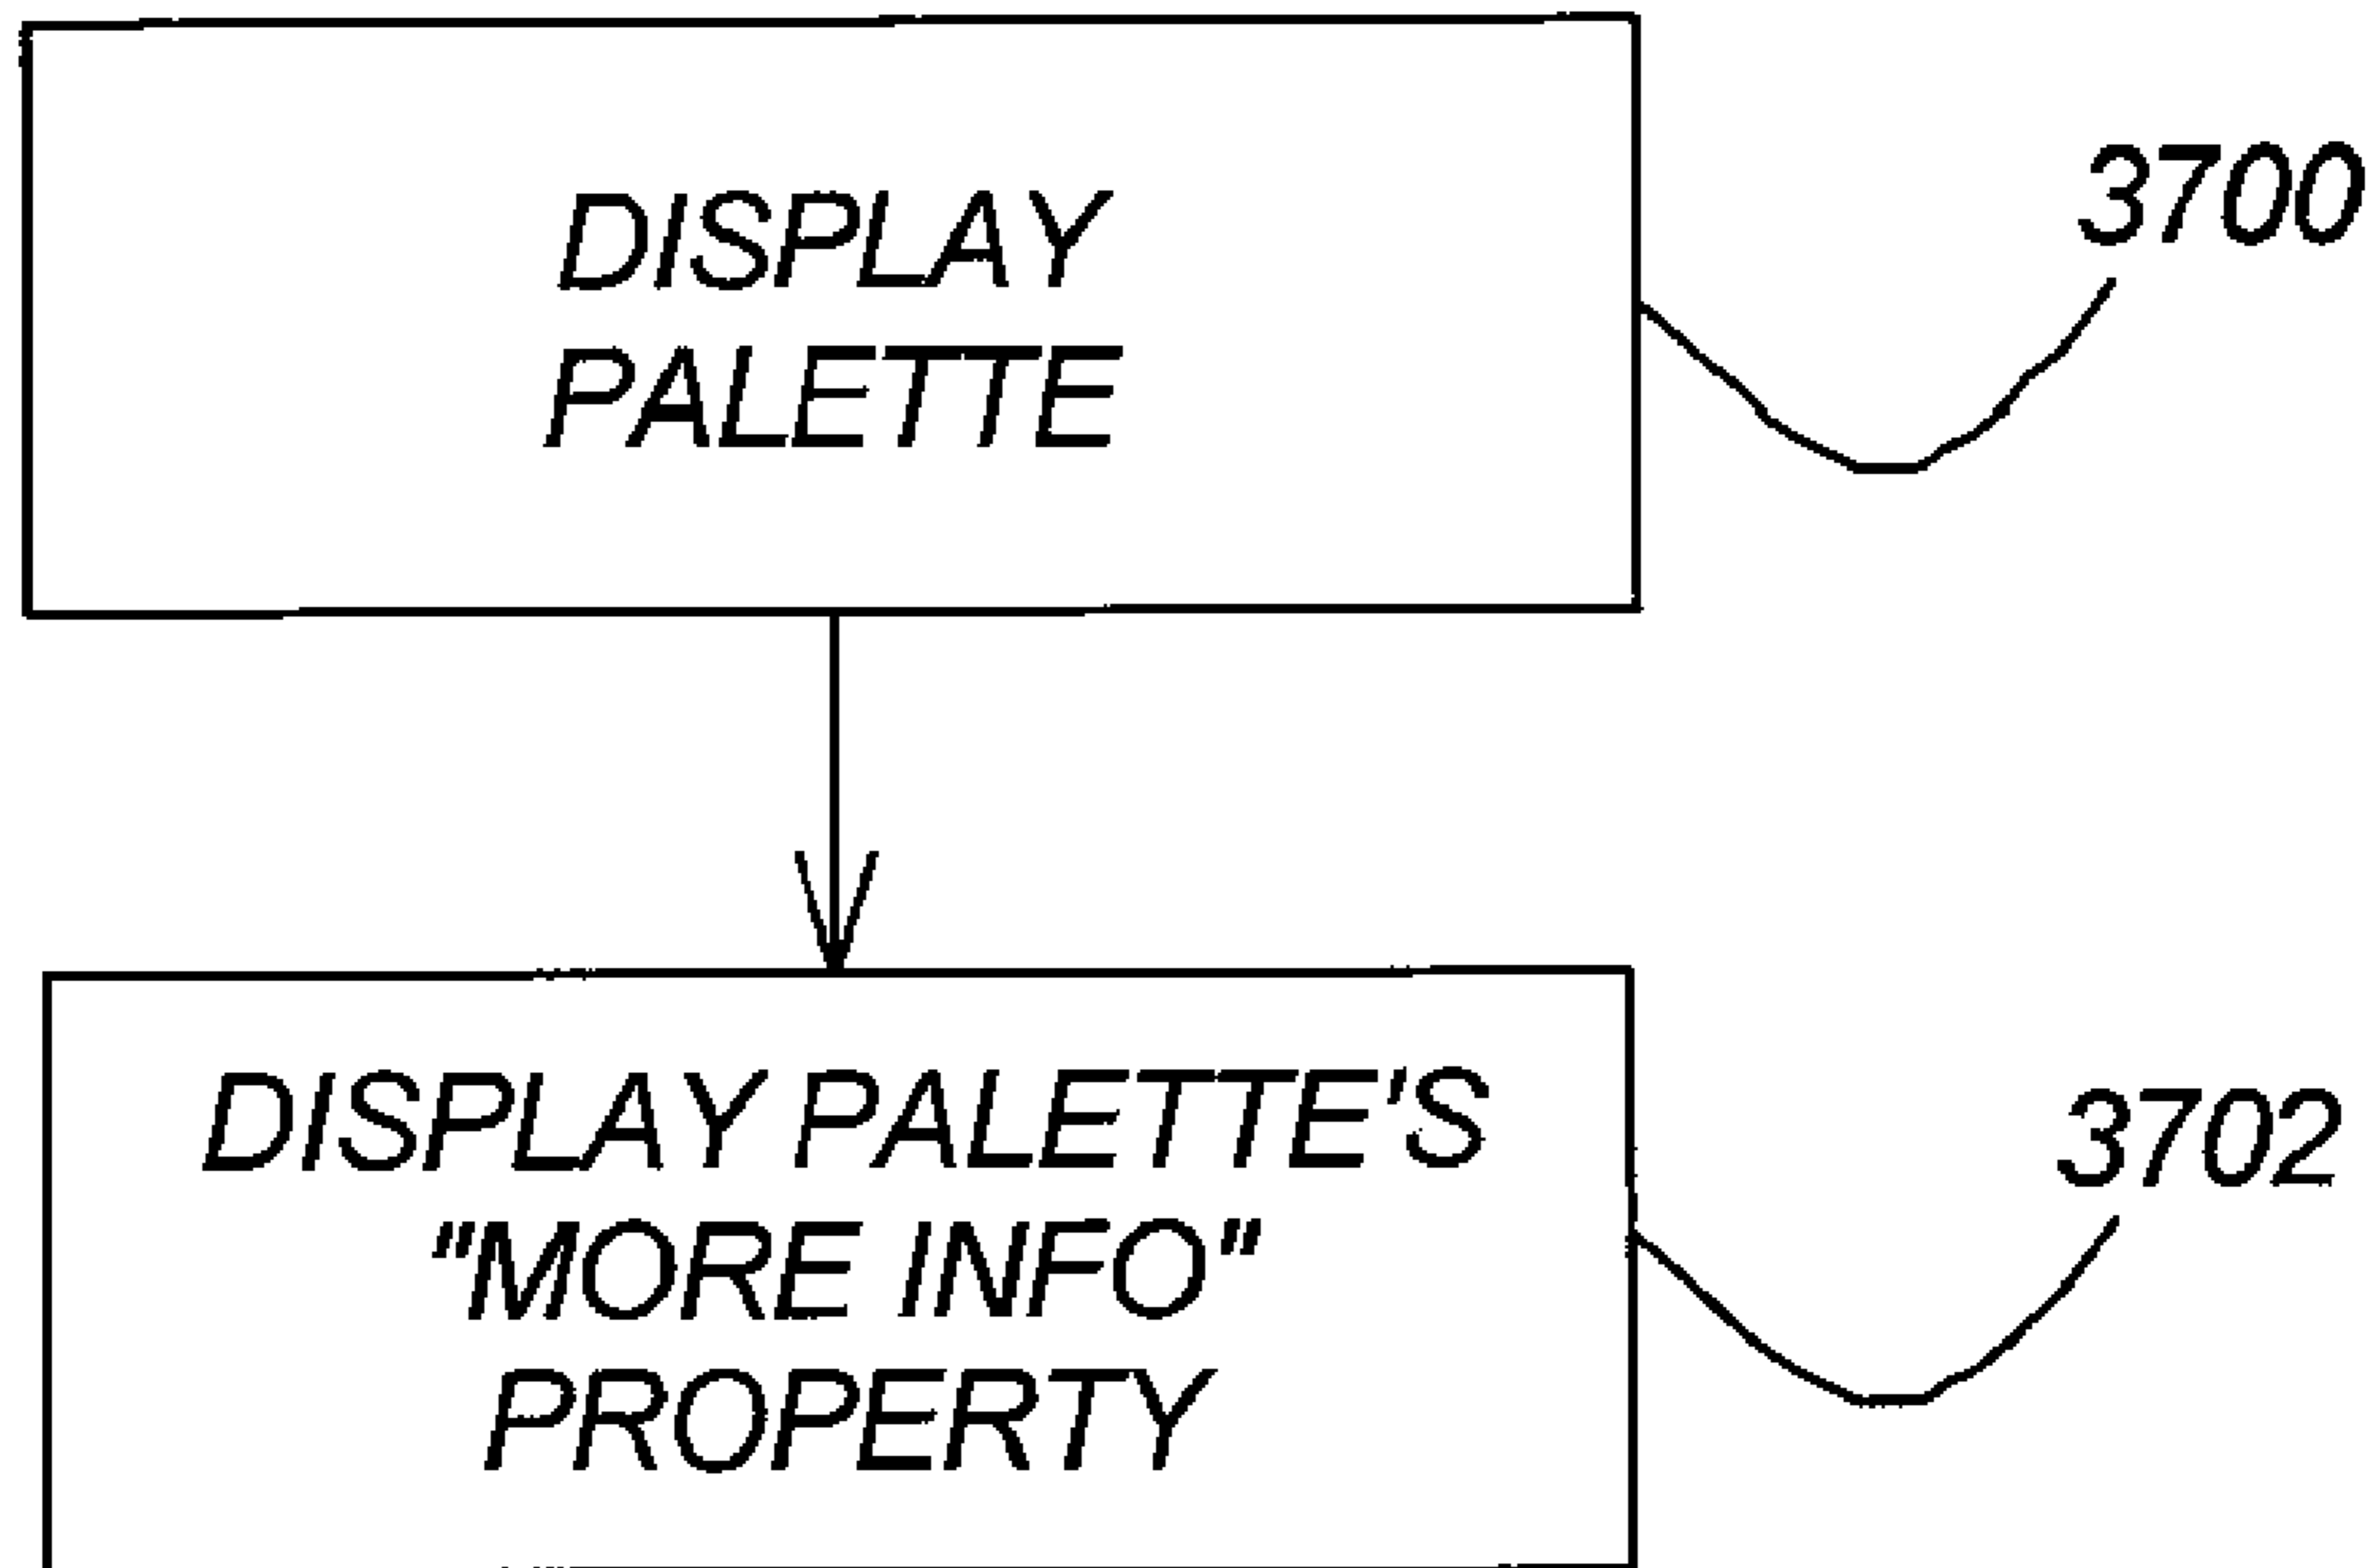 DISPLAY
PALETTE
3700
DISPLAY PALETTE'S
"MORE INFO"
PROPERTY
3702